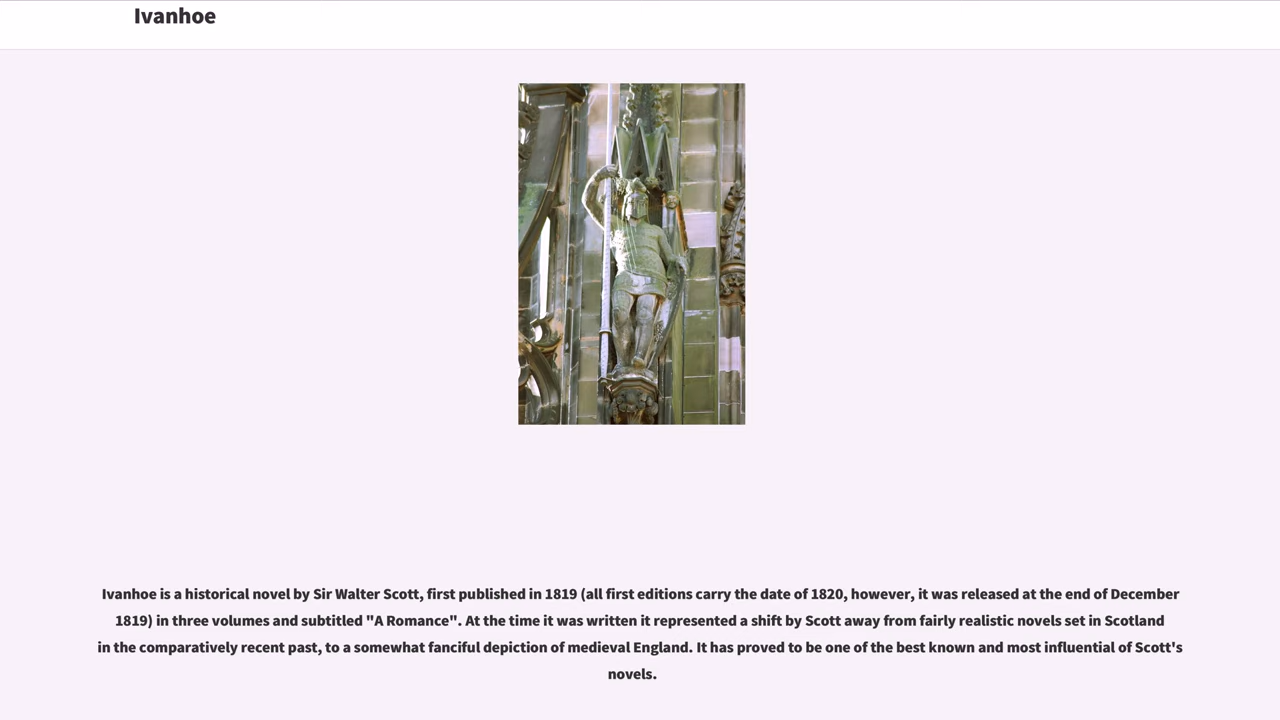 Ivanhoe
Ivanhoe is a historical novel by Sir Walter Scott, first published in 1819 (all first editions carry the date of 1820, however, it was released at the end of December
1819) in three volumes and subtitled "A Romance". At the time it was written it represented a shift by Scott away from fairly realistic novels set in Scotland
in the comparatively recent past, to a somewhat fanciful depiction of medieval England. It has proved to be one of the best known and most influential of Scott's
novels.